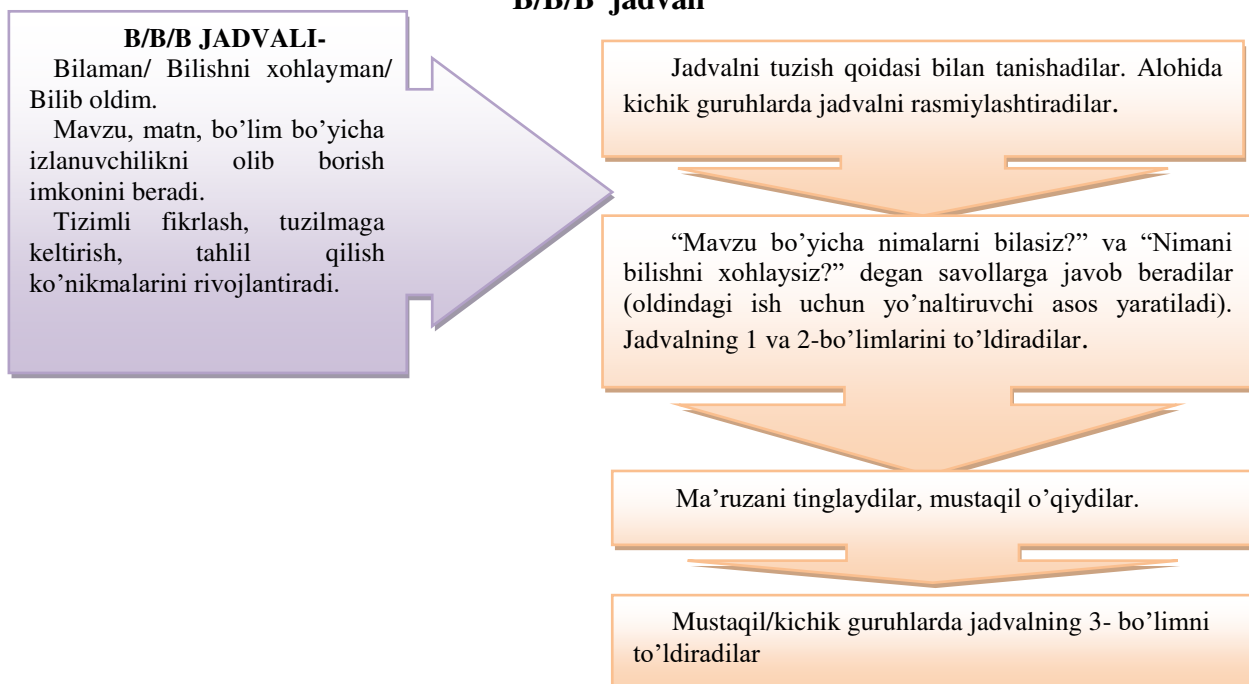 B/B/B jadvali
B/B/B JADVALI-
Bilaman/ Bilishni xohlayman/
Bilib oldim.
Mavzu, matn, bo’lim bo’yicha
izlanuvchilikni olib borish
imkonini beradi.
Tizimli fikrlash, tuzilmaga
keltirish, tahlil qilish
ko’nikmalarini rivojlantiradi.
Jadvalni tuzish qoidasi bilan tanishadilar. Alohida
kichik guruhlarda jadvalni rasmiylashtiradilar.
“Mavzu bo’yicha nimalarni bilasiz?” va “Nimani
bilishni xohlaysiz?” degan savollarga javob beradilar
(oldindagi ish uchun yo’naltiruvchi asos yaratiladi).
Jadvalning 1 va 2-bo’limlarini to’ldiradilar.
Ma’ruzani tinglaydilar, mustaqil o’qiydilar.
Mustaqil/kichik guruhlarda jadvalning 3- bo’limni
to’ldiradilar